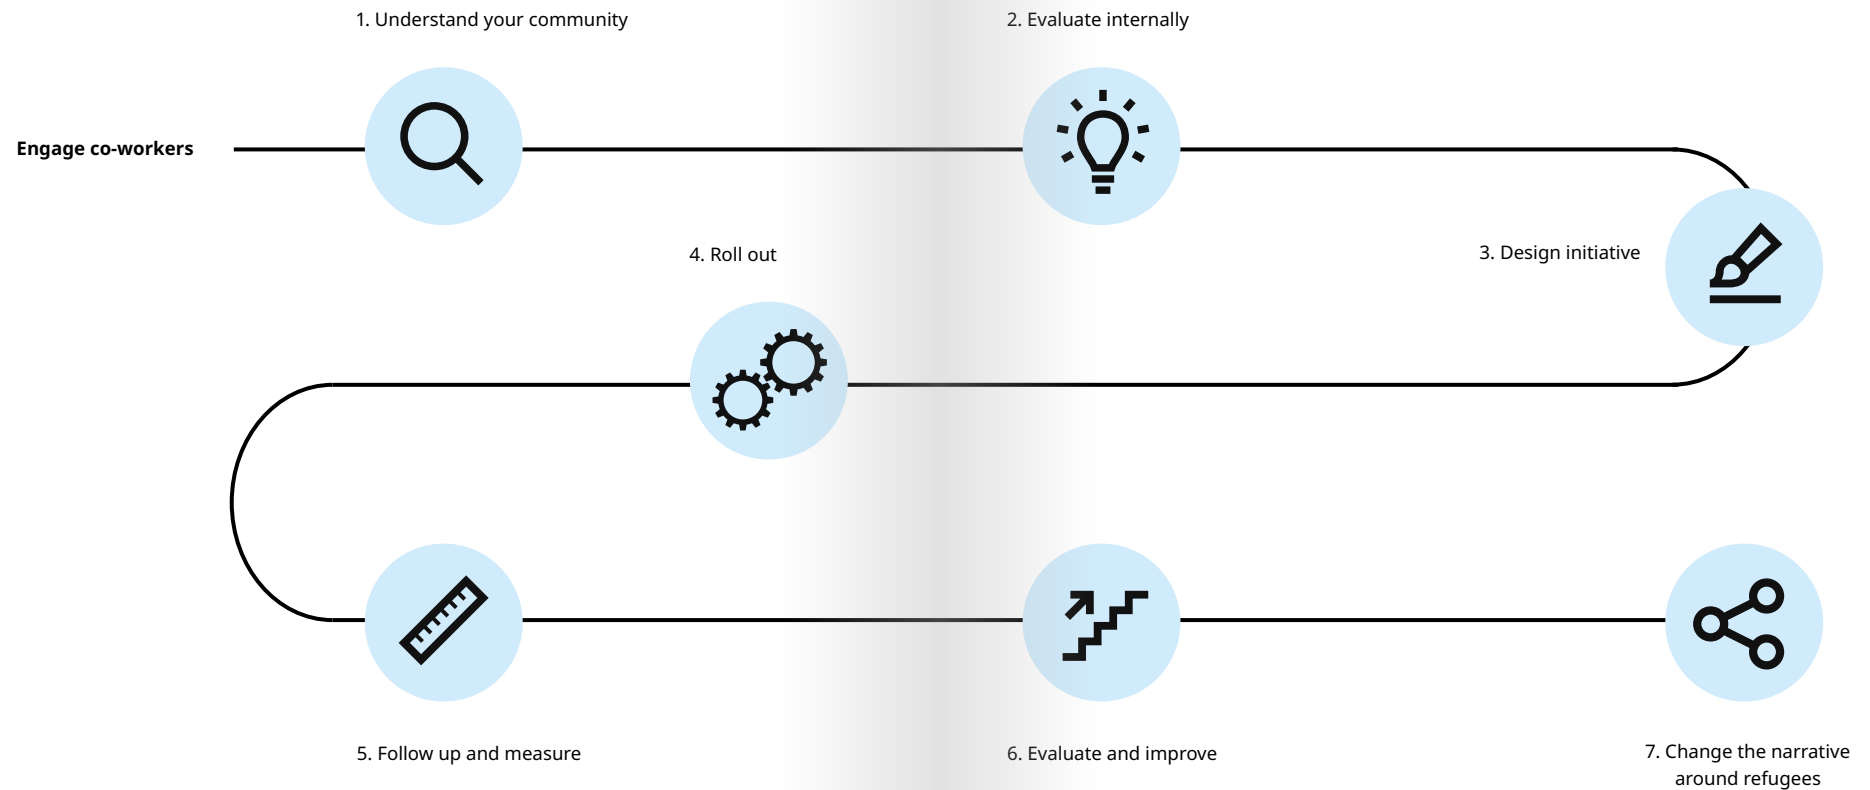 1. Understand your community
2. Evaluate internally
Engage co-workers
3. Design initiative
4. Roll out
5. Follow up and measure
6. Evaluate and improve
7. Change the narrative
around refugees